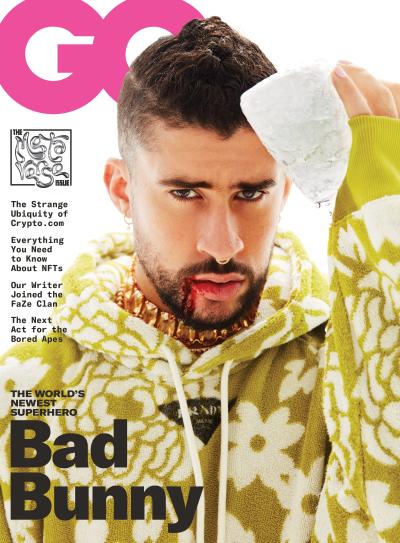 GQ
THE
Metaverse
ISSUE
The Strange
Ubiquity of
Crypto.com
Everything
You Need
to Know
About NFTs
Our Writer
Joined the
FaZe Clan
The Next
Act for the
Bored Apes
THE WORLD'S
NEWEST
SUPERHERO
Bad
Bunny
PRADA